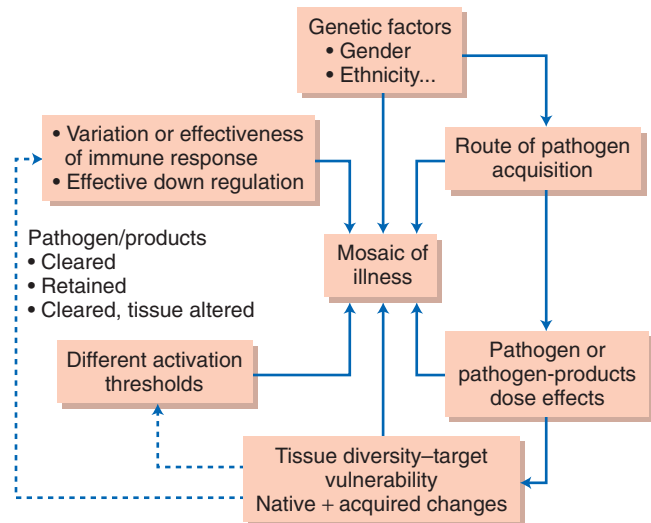 Genetic factors
• Gender
• Ethnicity...
• Variation or effectiveness
of immune response
• Effective down regulation
Route of pathogen
acquisition
Pathogen/products
• Cleared
• Retained
• Cleared, tissue altered
Mosaic of
illness
Different activation
thresholds
Pathogen or
pathogen-products
dose effects
Tissue diversity–target
vulnerability
Native + acquired changes